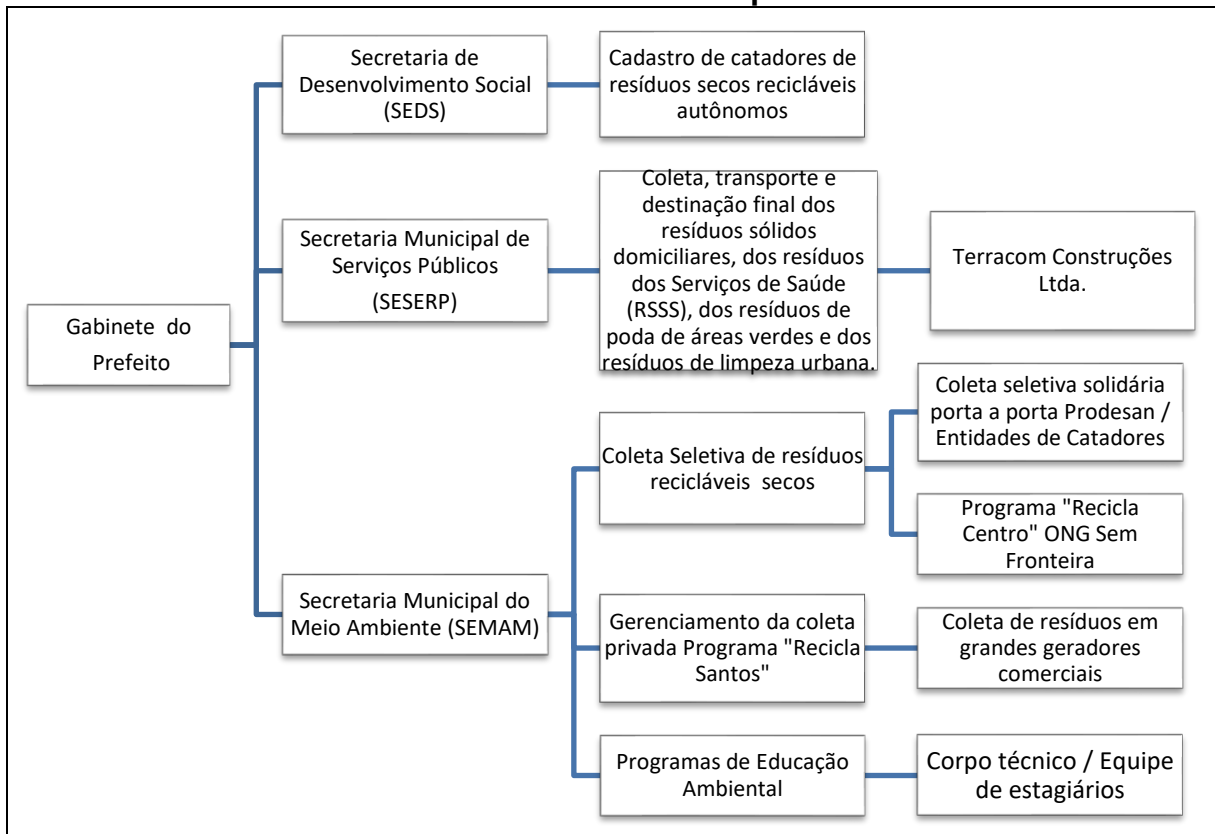 Secretaria de
Desenvolvimento Social
(SEDS)
Cadastro de catadores de
resíduos secos recicláveis
autônomos
Secretaria Municipal de
Serviços Públicos
(SESERP)
Coleta, transporte e
destinação final dos
resíduos sólidos
domiciliares, dos resíduos
dos Serviços de Saúde
(RSSS), dos resíduos de
poda de áreas verdes e dos
resíduos de limpeza urbana.
Terracom Construções
Ltda.
Gabinete do
Prefeito
Secretaria Municipal do
Meio Ambiente (SEMAM)
Coleta Seletiva de resíduos
recicláveis secos
Coleta seletiva solidária
porta a porta Prodesan /
Entidades de Catadores
Programa "Recicla
Centro" ONG Sem
Fronteira
Gerenciamento da coleta
privada Programa "Recicla
Santos"
Coleta de resíduos em
grandes geradores
comerciais
Programas de Educação
Ambiental
Corpo técnico / Equipe
de estagiários